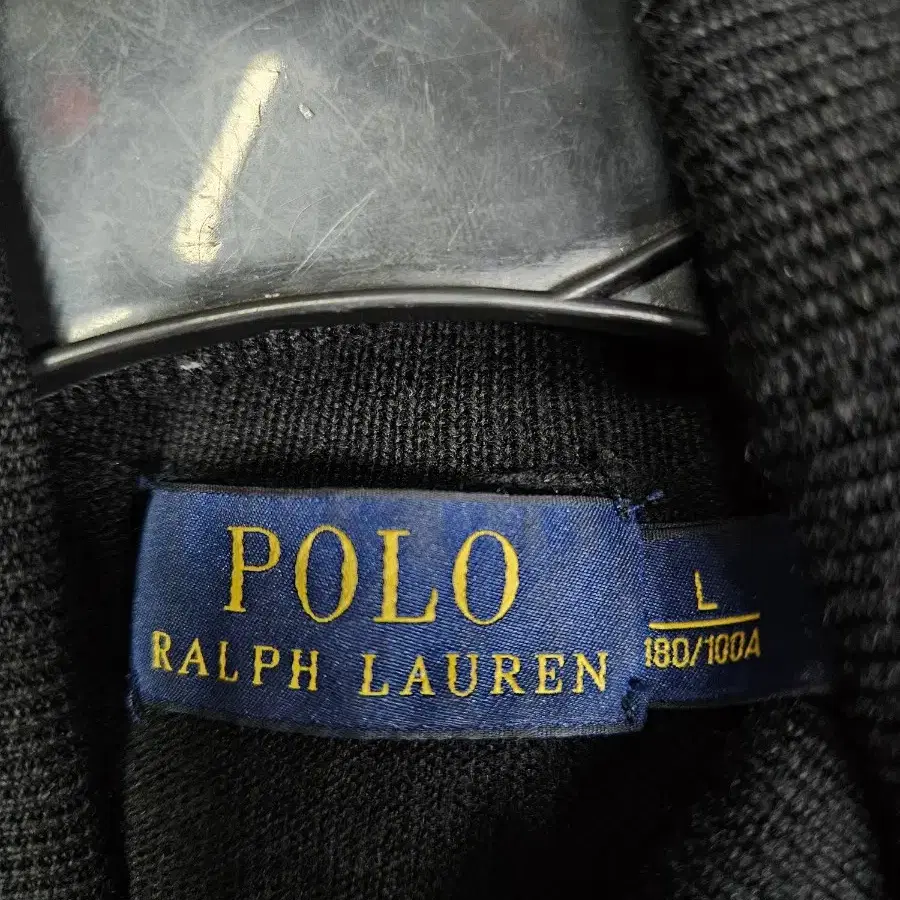 POLO
RALPH LAUREN
L
180/100A